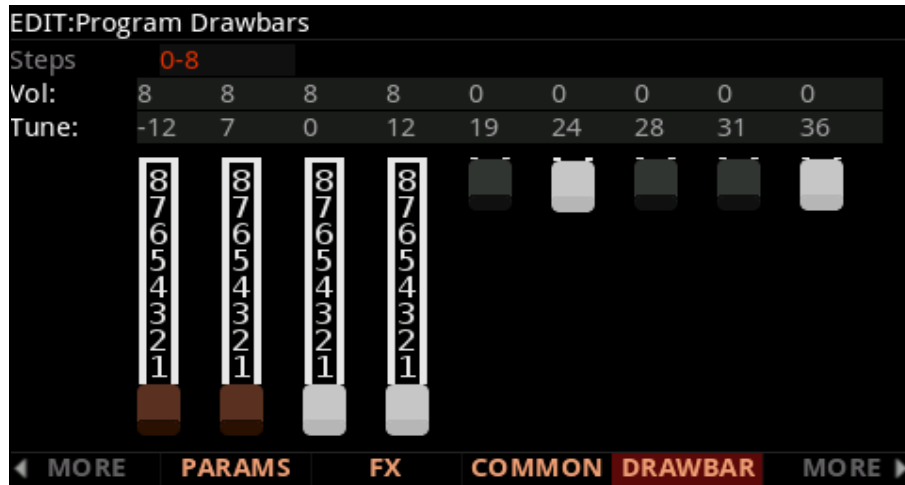 EDIT:Program Drawbars
Steps 0-8
Vol: 8 8 8 8 0 0 0 0 0
Tune: -12 7 0 12 19 24 28 31 36
8 8 8 8
7 7 7 7
6 6 6 6
5 5 5 5
4 4 4 4
3 3 3 3
2 2 2 2
1 1 1 1
MORE PARAMS FX COMMON DRAWBAR MORE